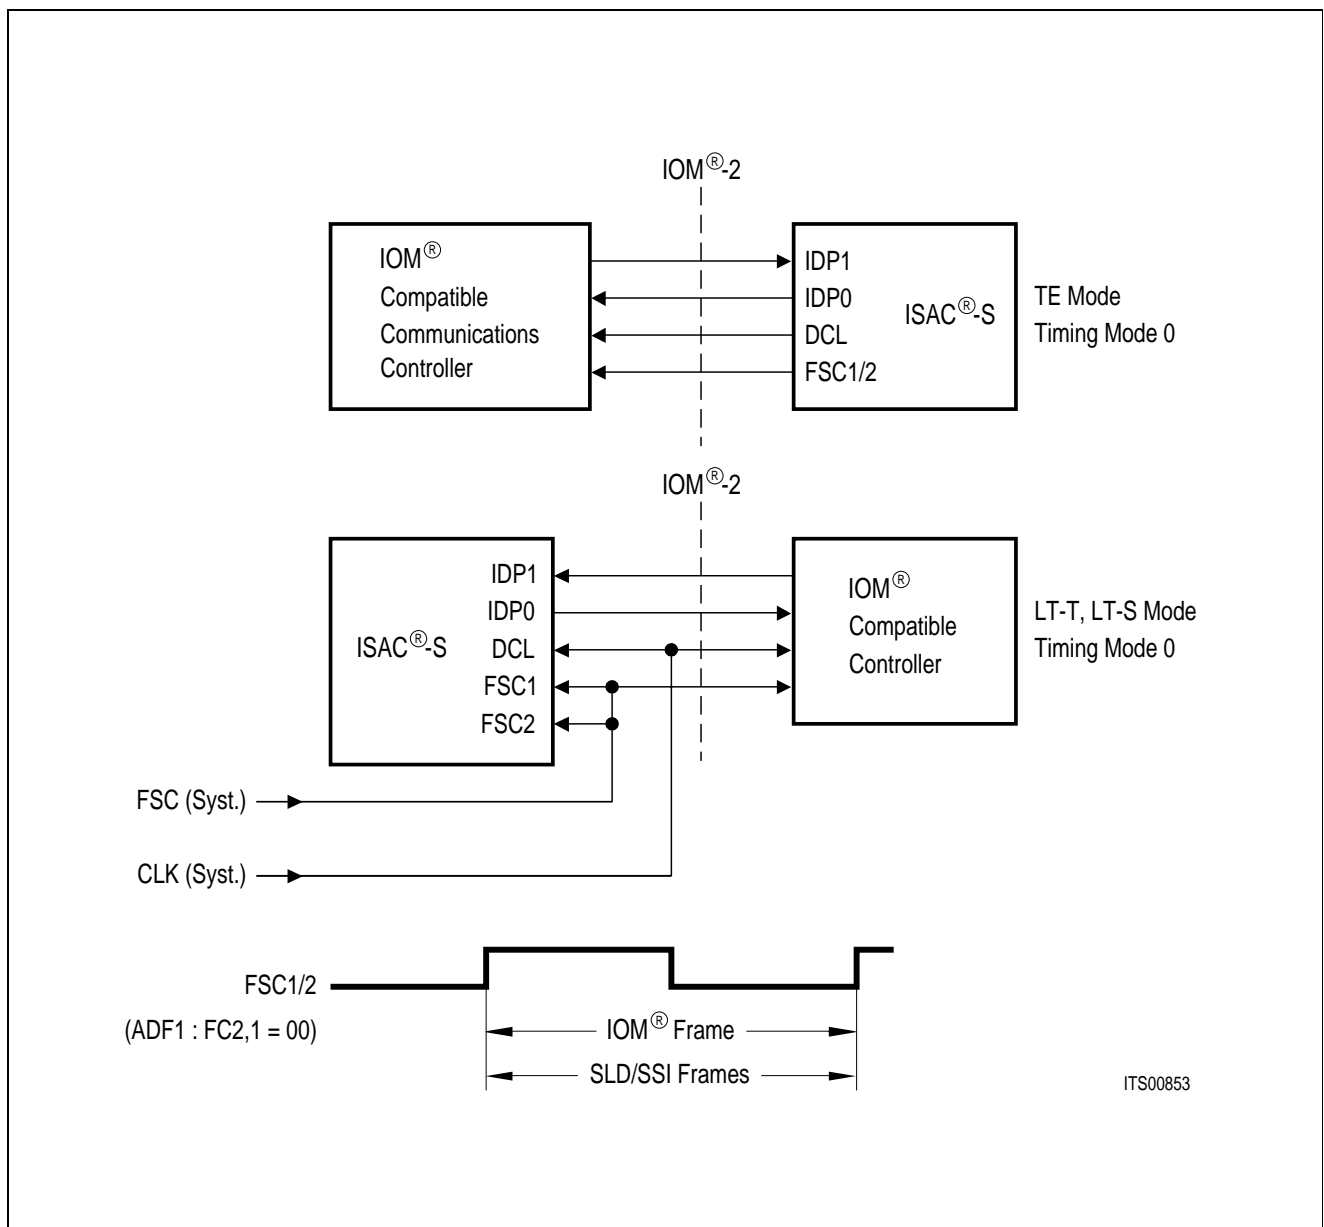 IOM®-2
IOM®
Compatible
Communications
Controller
IDP1
IDP0
DCL
FSC1/2
ISAC®-S
TE Mode
Timing Mode 0
IOM®-2
ISAC®-S
IDP1
IDP0
DCL
FSC1
FSC2
IOM®
Compatible
Controller
LT-T, LT-S Mode
Timing Mode 0
FSC (Syst.)
CLK (Syst.)
FSC1/2
(ADF1 : FC2,1 = 00)
IOM® Frame
SLD/SSI Frames
ITS00853